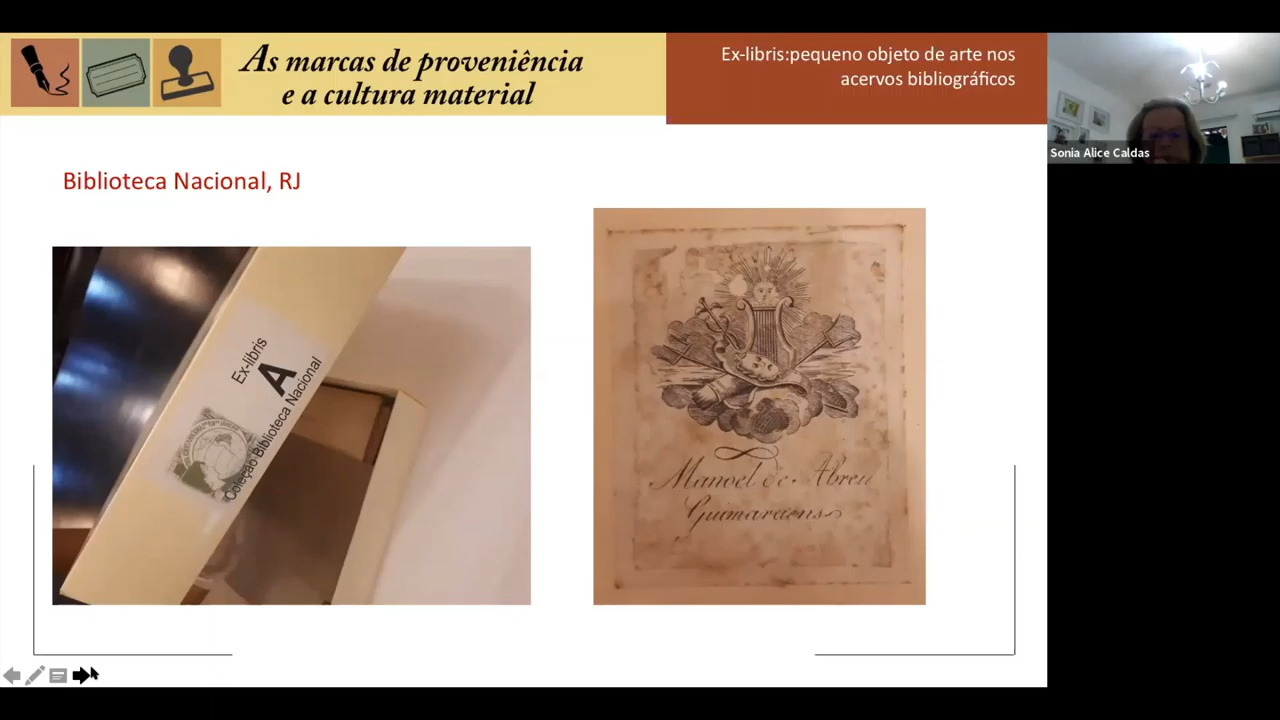 As marcas de proveniência
e a cultura material
Ex-libris:pequeno objeto de arte nos
acervos bibliográficos
Sonia Alice Caldas
Biblioteca Nacional, RJ
Ex-libris
A
Coleção Biblioteca Nacional
Manoel de Abreu
Guimaraens